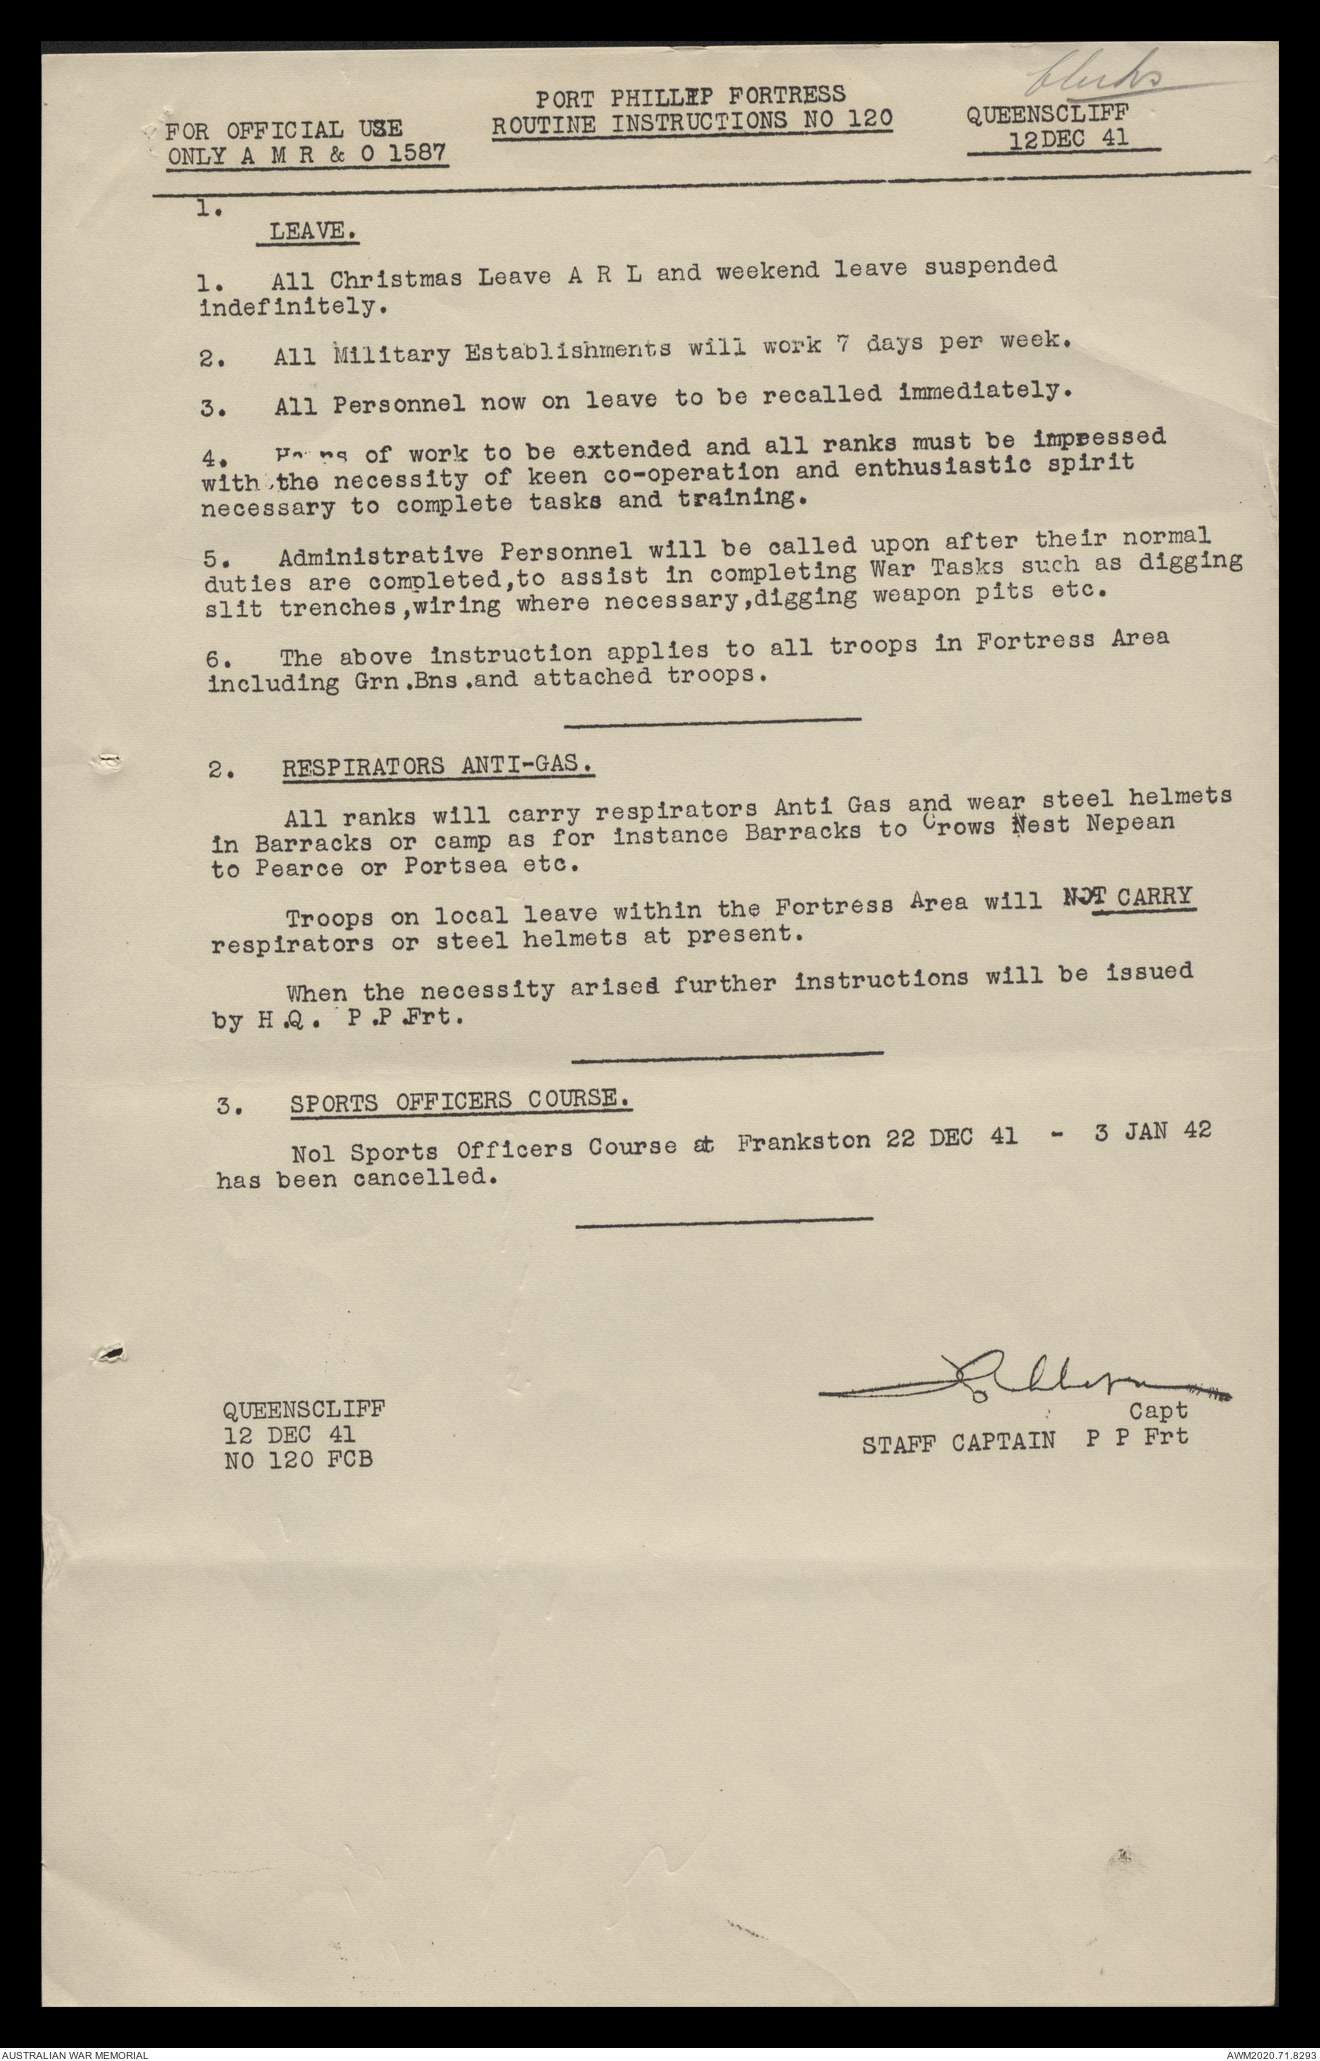 PORT PHILLIP FORTRESS
ROUTINE INSTRUCTIONS NO 120
FOR OFFICIAL USE
ONLY A M R & O 1587
QUEENSCLIFF
12DEC 41
1.
LEAVE.
1. All Christmas Leave A R L and weekend leave suspended
indefinitely.
2. All Military Establishments will work 7 days per week.
3. All Personnel now on leave to be recalled immediately.
4. Hours of work to be extended and all ranks must be impressed
with the necessity of keen co-operation and enthusiastic spirit
necessary to complete tasks and training.
5. Administrative Personnel will be called upon after their normal
duties are completed,to assist in completing War Tasks such as digging
slit trenches,wiring where necessary,digging weapon pits etc.
6. The above instruction applies to all troops in Fortress Area
including Grn.Bns.and attached troops.
2. RESPIRATORS ANTI-GAS.
All ranks will carry respirators Anti Gas and wear steel helmets
in Barracks or camp as for instance Barracks to Crows Nest Nepean
to Pearce or Portsea etc.
Troops on local leave within the Fortress Area will NOT CARRY
respirators or steel helmets at present.
When the necessity arises further instructions will be issued
by H.Q. P.P.Frt.
3. SPORTS OFFICERS COURSE.
No1 Sports Officers Course at Frankston 22 DEC 41 - 3 JAN 42
has been cancelled.
QUEENSCLIFF
12 DEC 41
NO 120 FCB
Capt
STAFF CAPTAIN P P Frt
AUSTRALIAN WAR MEMORIAL
AWM2020.71.8293